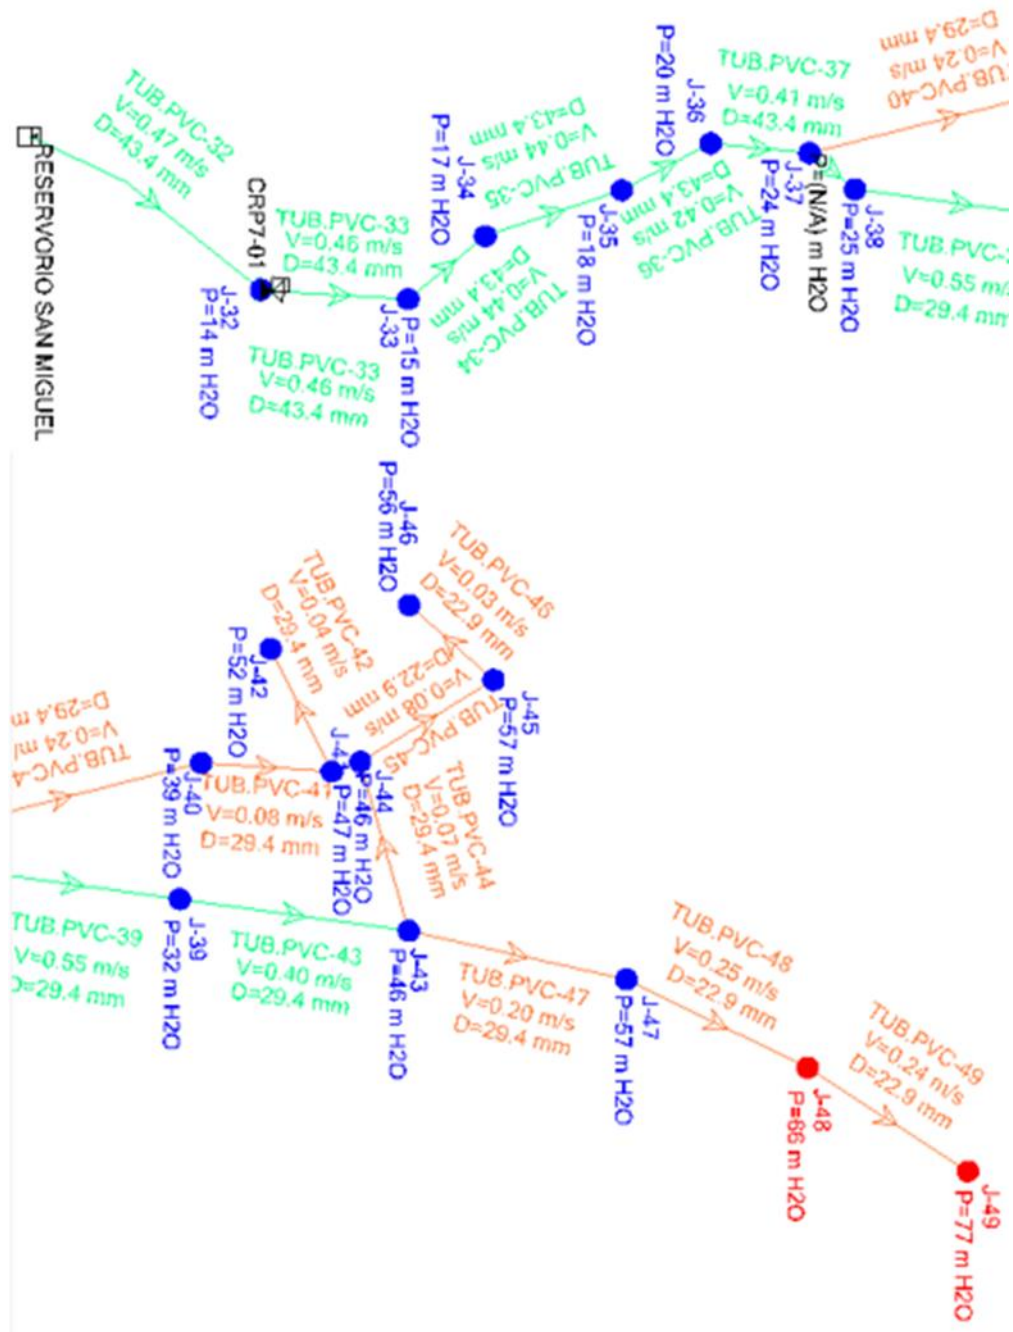 RESERVORIO SAN MIGUEL
TUB.PVC-32
V=0.47 m/s
D=43.4 mm
CRP7-01
J-32
P=14 m H2O
TUB.PVC-33
V=0.46 m/s
D=43.4 mm
TUB.PVC-33
V=0.46 m/s
D=43.4 mm
J-33
P=15 m H2O
J-34
P=17 m H2O
TUB.PVC-34
V=0.44 m/s
D=43.4 mm
TUB.PVC-35
V=0.44 m/s
D=43.4 mm
J-35
P=18 m H2O
TUB.PVC-36
V=0.42 m/s
D=43.4 mm
J-36
P=20 m H2O
TUB.PVC-37
V=0.41 m/s
D=43.4 mm
J-37
P=24 m H2O
P=(N/A) m H2O
J-38
P=25 m H2O
UB.PVC-40
V=0.24 m/s
D=29.4 mm
TUB.PVC-
V=0.55 m/s
D=29.4 mm
J-46
P=56 m H2O
TUB.PVC-46
V=0.03 m/s
D=22.9 mm
TUB.PVC-42
V=0.04 m/s
D=29.4 mm
J-42
P=52 m H2O
TUB.PVC-45
V=0.08 m/s
D=22.9 mm
J-45
P=57 m H2O
TUB.PVC-4
V=0.24 m/
D=29.4 m
J-40
P=39 m H2O
TUB.PVC-41
V=0.08 m/s
D=29.4 mm
J-41
P=47 m H2O
J-44
P=46 m H2O
TUB.PVC-44
V=0.07 m/s
D=29.4 mm
TUB.PVC-39
V=0.55 m/s
D=29.4 mm
J-39
P=32 m H2O
TUB.PVC-43
V=0.40 m/s
D=29.4 mm
J-43
P=46 m H2O
TUB.PVC-47
V=0.20 m/s
D=29.4 mm
J-47
P=57 m H2O
TUB.PVC-48
V=0.25 m/s
D=22.9 mm
J-48
P=66 m H2O
TUB.PVC-49
V=0.24 m/s
D=22.9 mm
J-49
P=77 m H2O